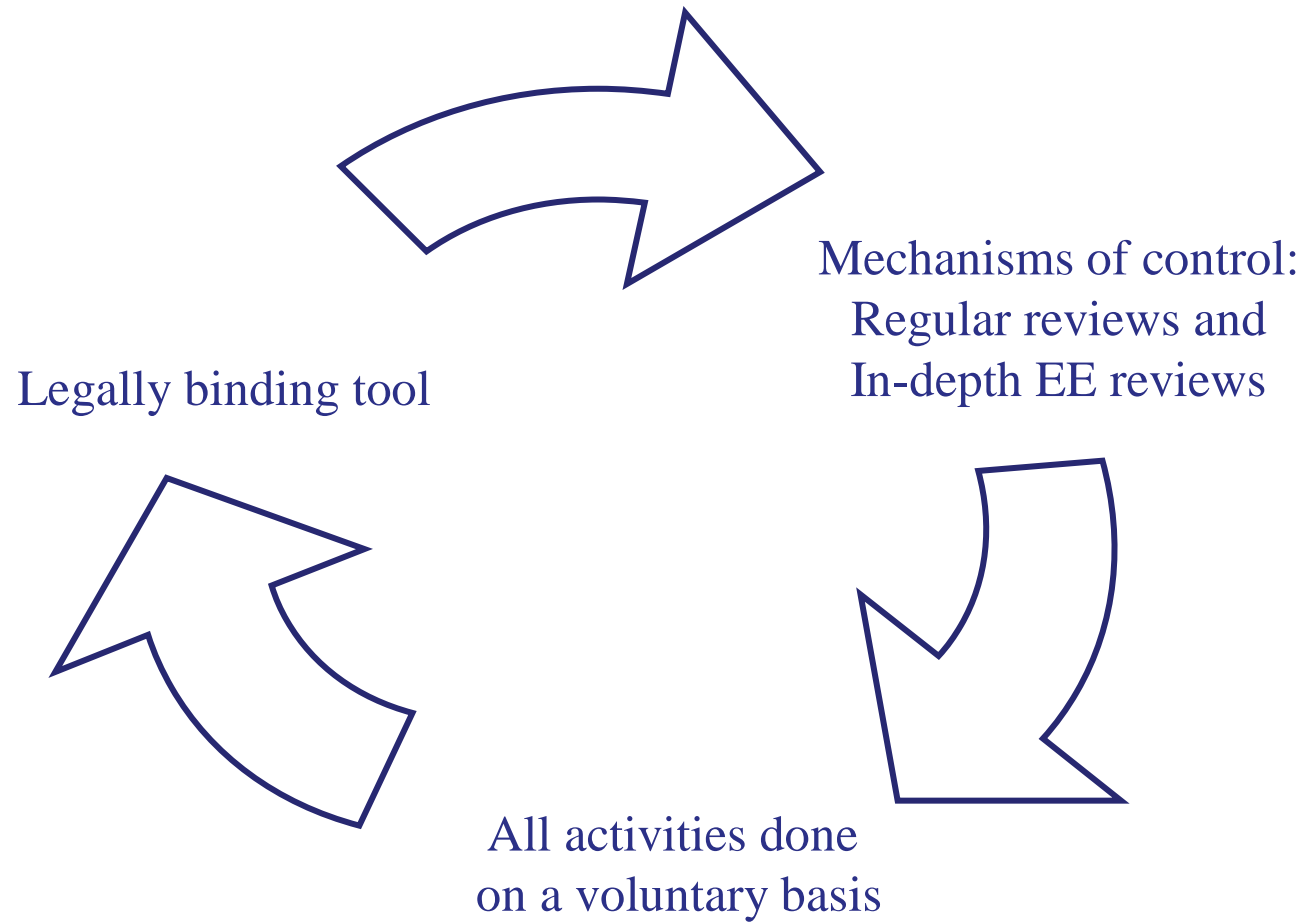 Mechanisms of control:
Regular reviews and
In-depth EE reviews
Legally binding tool
All activities done
on a voluntary basis